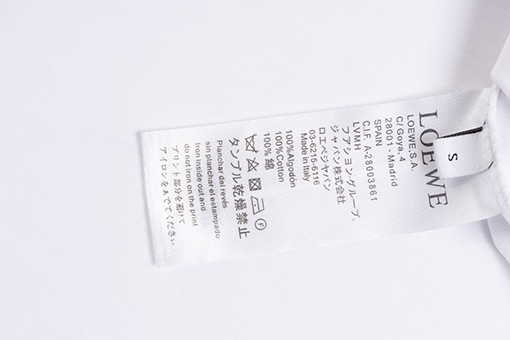 LOEWE
S
LOEWE,S.A.
C/Goya,4
28001-Madrid
SPAIN
C.I.F. A-28003861
LVMH
ファション・グループ・
ジャパン株式会社
ロエベジャパン
03-6215-6116
Made in Italy
100%Algodón
100%Cotton
100%綿
F
タンブル乾燥禁止
Planchar del revés
sin planchar el estampado
Iron inside out and
do not iron on the print
プリント部分を避けて
アイロンをあててください